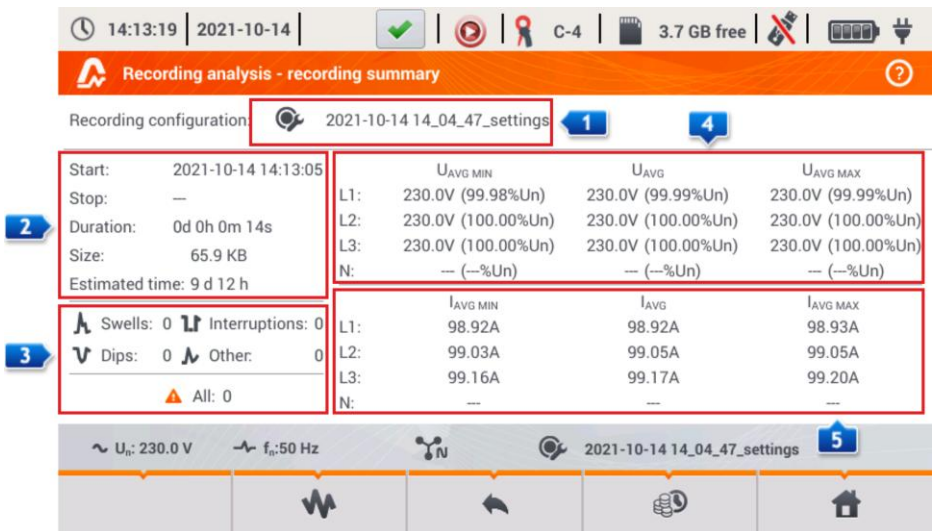 14:13:19 2021-10-14 C-4 3.7 GB free
Recording analysis - recording summary ?
Recording configuration: 2021-10-14 14_04_47_settings 1
4
2
Start: 2021-10-14 14:13:05
Stop: ---
Duration: 0d 0h 0m 14s
Size: 65.9 KB
Estimated time: 9 d 12 h
UAVG MIN UAVG UAVG MAX
L1: 230.0V (99.98%Un) 230.0V (99.99%Un) 230.0V (99.99%Un)
L2: 230.0V (100.00%Un) 230.0V (100.00%Un) 230.0V (100.00%Un)
L3: 230.0V (100.00%Un) 230.0V (100.00%Un) 230.0V (100.00%Un)
N: --- (---%Un) --- (---%Un) --- (---%Un)
3
Swells: 0 Interruptions: 0
Dips: 0 Other: 0
All: 0
IAVG MIN IAVG IAVG MAX
L1: 98.92A 98.92A 98.93A
L2: 99.03A 99.05A 99.05A
L3: 99.16A 99.17A 99.20A
N: --- --- ---
5
Un: 230.0 V fn:50 Hz N 2021-10-14 14_04_47_settings